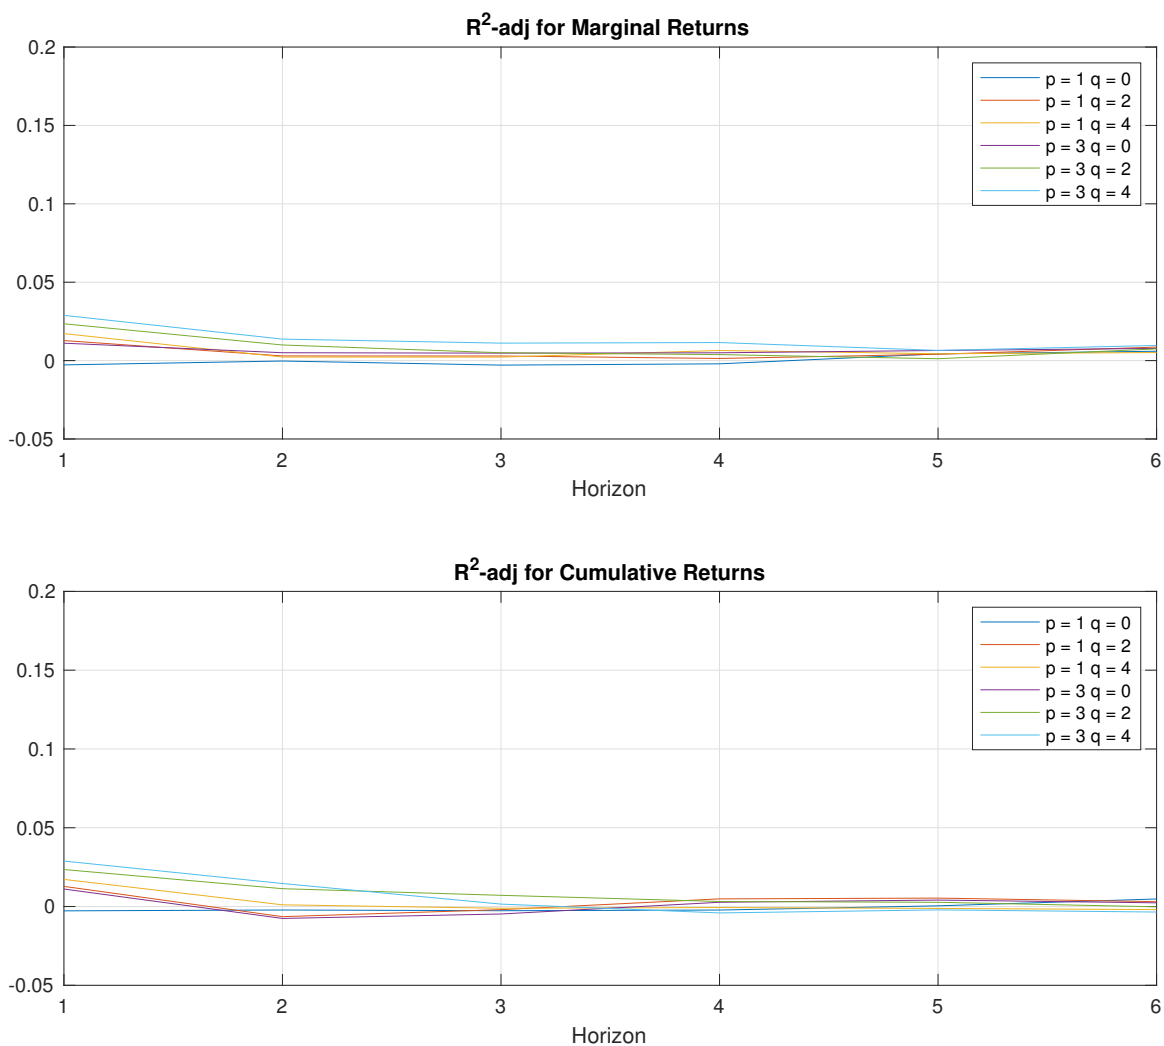 R²-adj for Marginal Returns
0.2
0.15
0.1
0.05
0
-0.05
p = 1 q = 0
p = 1 q = 2
p = 1 q = 4
p = 3 q = 0
p = 3 q = 2
p = 3 q = 4
1 2 3 4 5 6
Horizon
R²-adj for Cumulative Returns
0.2
0.15
0.1
0.05
0
-0.05
p = 1 q = 0
p = 1 q = 2
p = 1 q = 4
p = 3 q = 0
p = 3 q = 2
p = 3 q = 4
1 2 3 4 5 6
Horizon